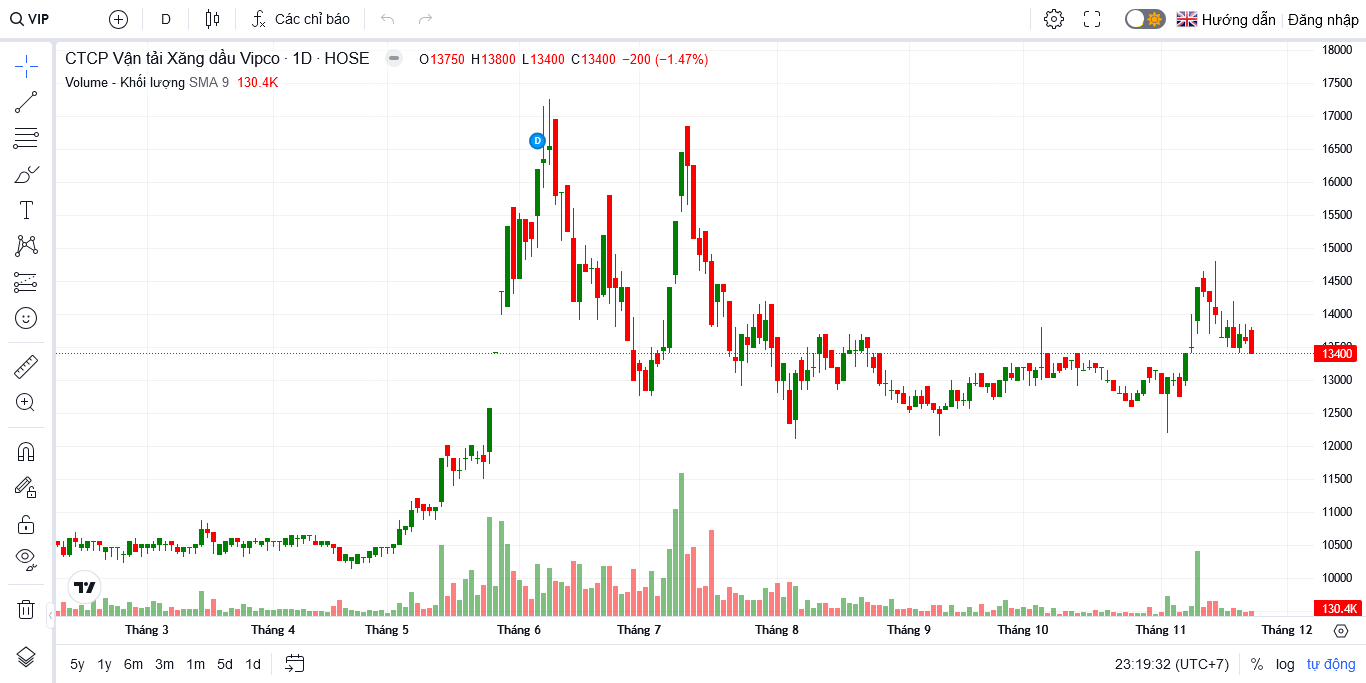 VIP D Các chỉ báo Hướng dẫn Đăng nhập
CTCP Vận tải Xăng dầu Vipco · 1D · HOSE O13750 H13800 L13400 C13400 −200 (−1.47%)
Volume - Khối lượng SMA 9 130.4K
D
18000
17500
17000
16500
16000
15500
15000
14500
14000
13500
13400
13000
12500
12000
11500
11000
10500
10000
130.4K
Tháng 3 Tháng 4 Tháng 5 Tháng 6 Tháng 7 Tháng 8 Tháng 9 Tháng 10 Tháng 11 Tháng 12
5y 1y 6m 3m 1m 5d 1d 23:19:32 (UTC+7) % log tự động